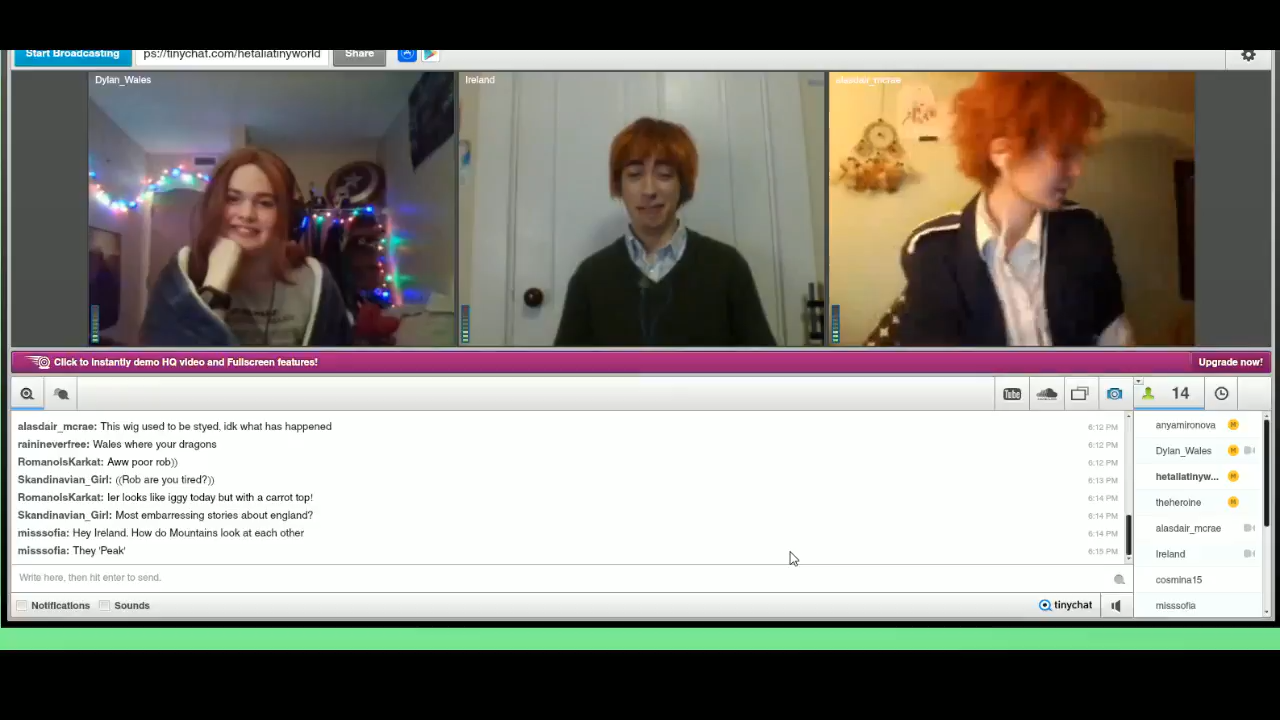 Start Broadcasting ps://tinychat.com/hetaliatinyworld Share
Dylan_Wales Ireland alasdair_mcrae
Click to instantly demo HQ video and Fullscreen features! Upgrade now!
You Tube 14
alasdair_mcrae: This wig used to be styed, idk what has happened 6:12 PM
rainineverfree: Wales where your dragons 6:12 PM
RomanoIsKarkat: Aww poor rob)) 6:12 PM
Skandinavian_Girl: ((Rob are you tired?)) 6:13 PM
RomanoIsKarkat: Ier looks like iggy today but with a carrot top! 6:14 PM
Skandinavian_Girl: Most embarressing stories about england? 6:14 PM
misssofia: Hey Ireland. How do Mountains look at each other 6:14 PM
misssofia: They 'Peak' 6:15 PM
Write here, then hit enter to send.
Notifications Sounds tinychat
anyamironova M
Dylan_Wales M
hetaliatinyw... M
theheroine M
alasdair_mcrae
Ireland
cosmina15
misssofia